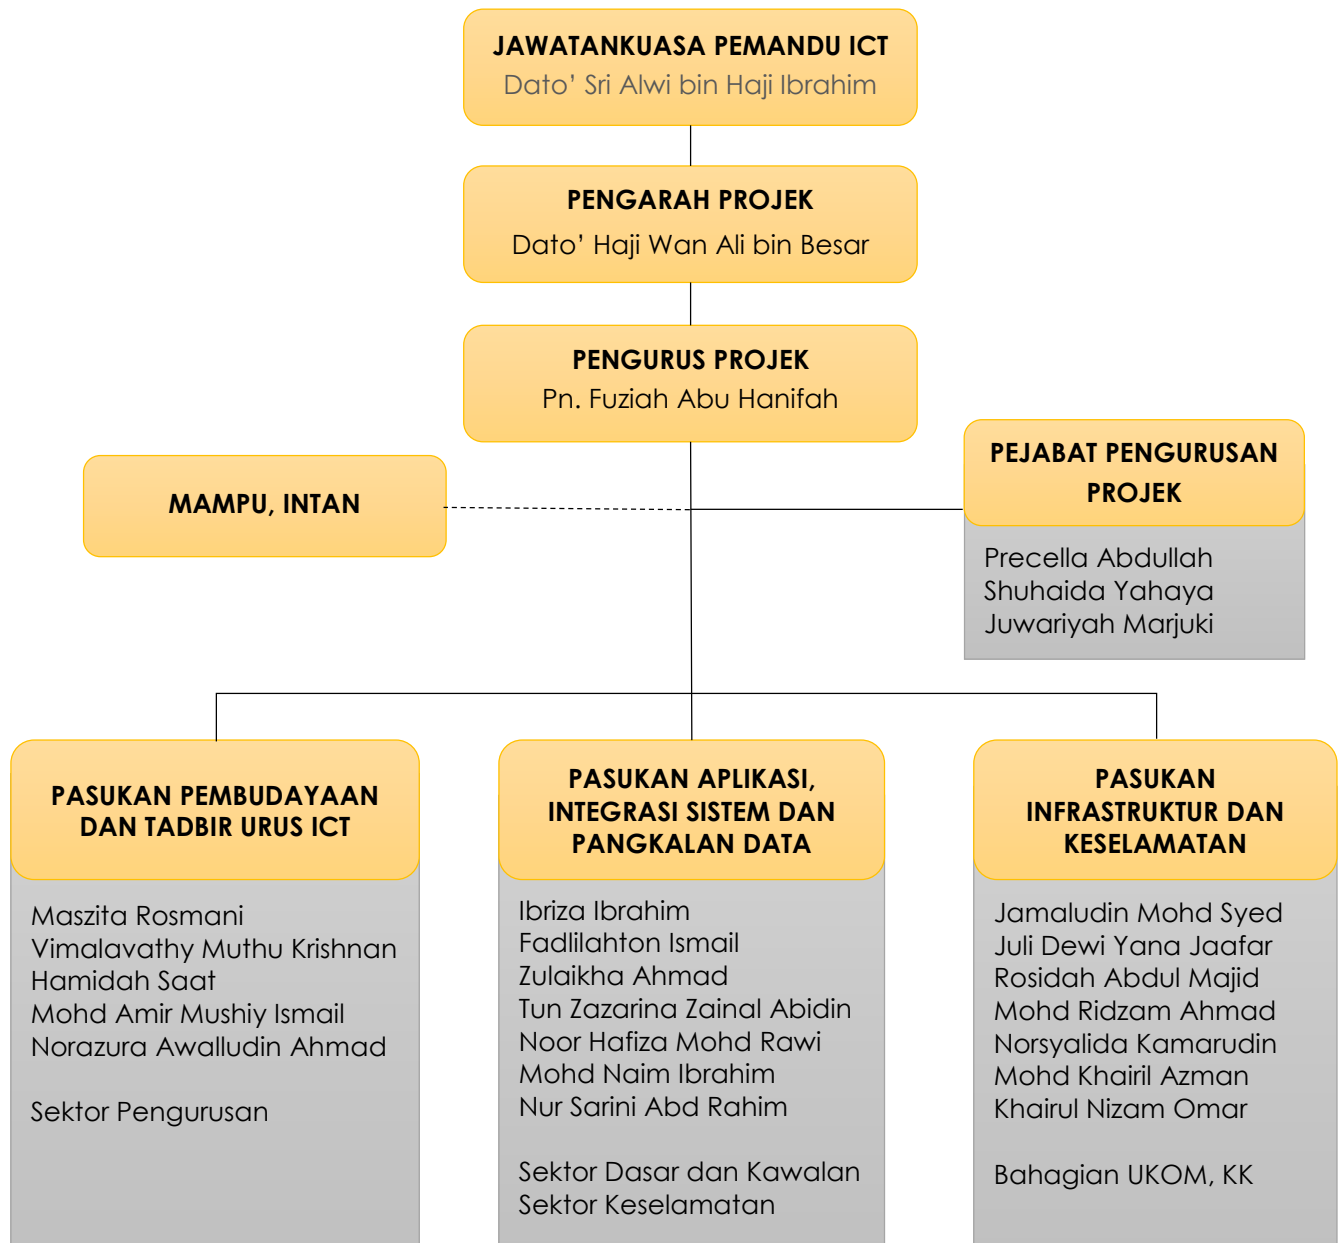 JAWATANKUASA PEMANDU ICT
Dato’ Sri Alwi bin Haji Ibrahim
PENGARAH PROJEK
Dato’ Haji Wan Ali bin Besar
PENGURUS PROJEK
Pn. Fuziah Abu Hanifah
MAMPU, INTAN
PEJABAT PENGURUSAN
PROJEK
Precella Abdullah
Shuhaida Yahaya
Juwariyah Marjuki
PASUKAN PEMBUDAYAAN
DAN TADBIR URUS ICT
Maszita Rosmani
Vimalavathy Muthu Krishnan
Hamidah Saat
Mohd Amir Mushiy Ismail
Norazura Awalludin Ahmad
Sektor Pengurusan
PASUKAN APLIKASI,
INTEGRASI SISTEM DAN
PANGKALAN DATA
Ibriza Ibrahim
Fadlilahton Ismail
Zulaikha Ahmad
Tun Zazarina Zainal Abidin
Noor Hafiza Mohd Rawi
Mohd Naim Ibrahim
Nur Sarini Abd Rahim
Sektor Dasar dan Kawalan
Sektor Keselamatan
PASUKAN
INFRASTRUKTUR DAN
KESELAMATAN
Jamaludin Mohd Syed
Juli Dewi Yana Jaafar
Rosidah Abdul Majid
Mohd Ridzam Ahmad
Norsyalida Kamarudin
Mohd Khairil Azman
Khairul Nizam Omar
Bahagian UKOM, KK